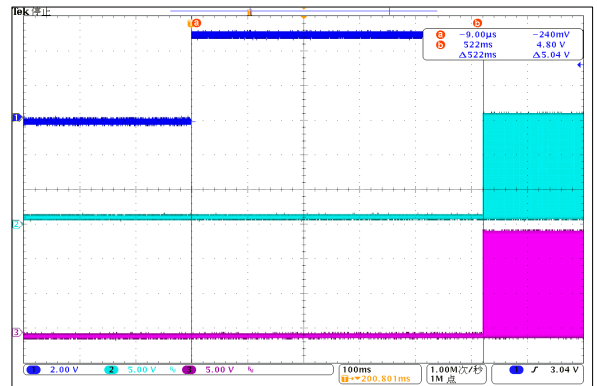 Tek 停止
a
b
a -9.00μs -240mV
b 522ms 4.80 V
Δ522ms Δ5.04 V
1
2
3
1 2.00 V 2 5.00 V 3 5.00 V
100ms
T→▼200.801ms
1.00M次/秒
1M 点
1 3.04 V